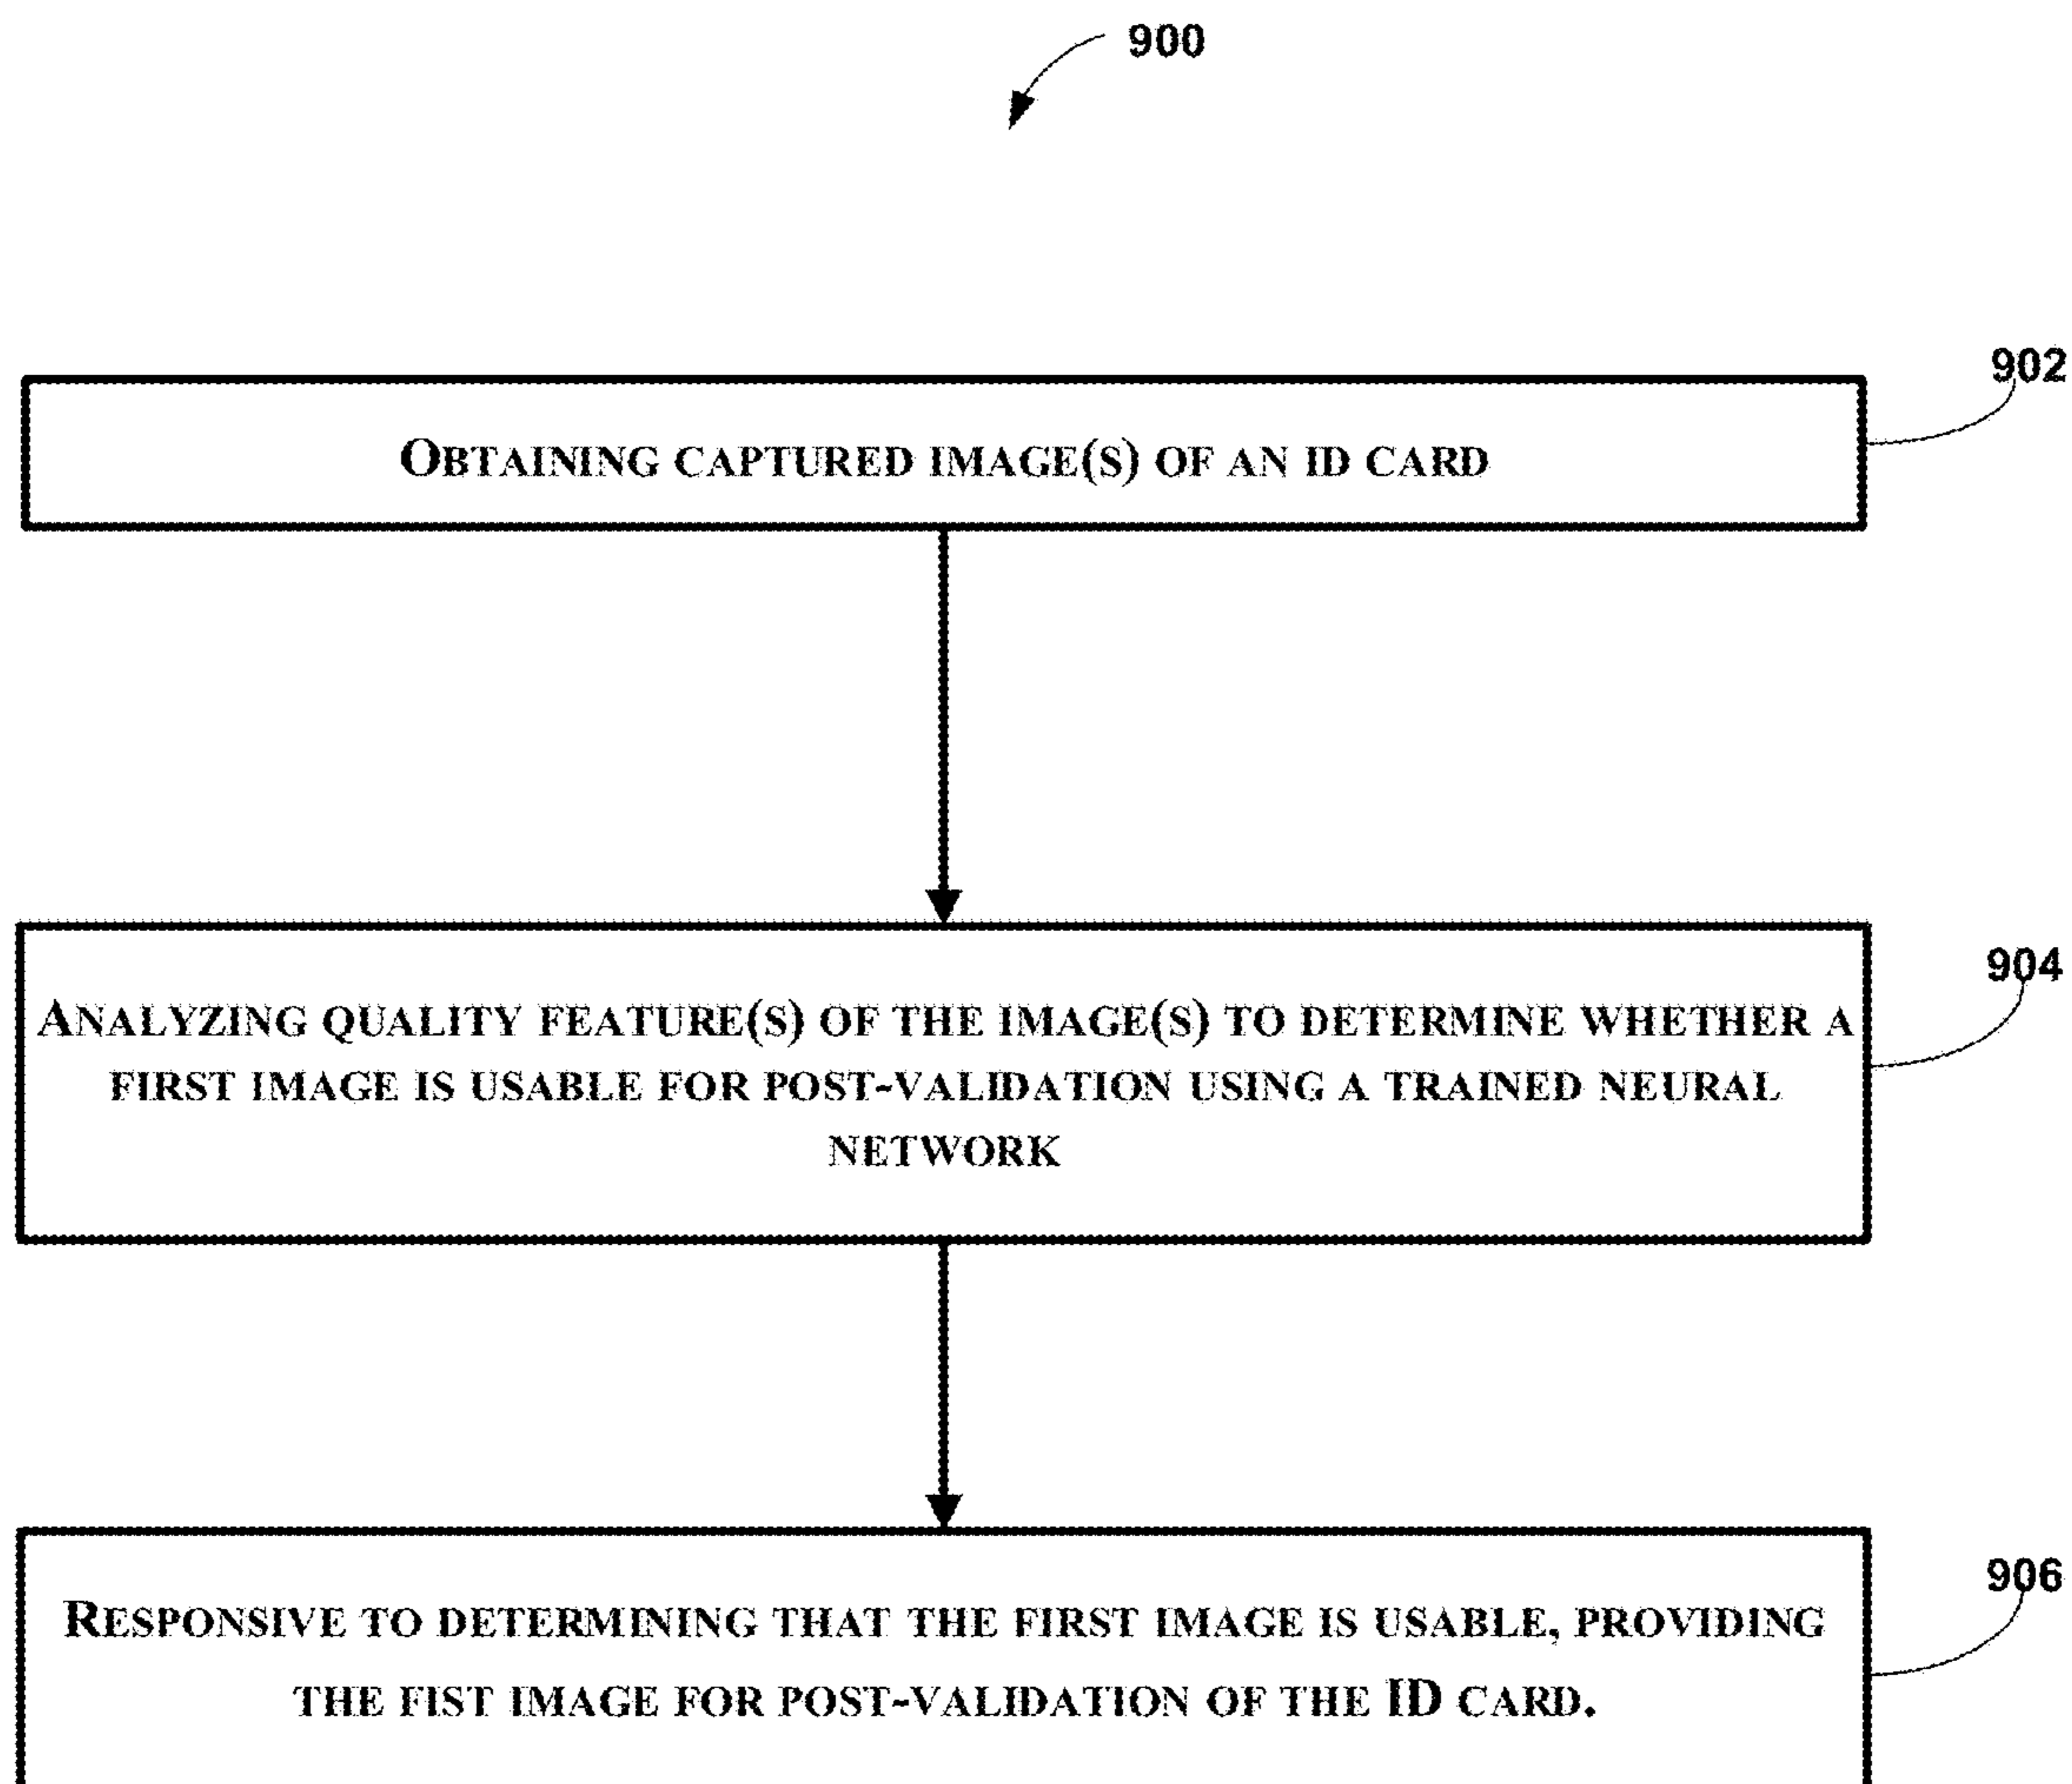 900
902
OBTAINING CAPTURED IMAGE(S) OF AN ID CARD
904
ANALYZING QUALITY FEATURE(S) OF THE IMAGE(S) TO DETERMINE WHETHER A
FIRST IMAGE IS USABLE FOR POST-VALIDATION USING A TRAINED NEURAL
NETWORK
906
RESPONSIVE TO DETERMINING THAT THE FIRST IMAGE IS USABLE, PROVIDING
THE FIST IMAGE FOR POST-VALIDATION OF THE ID CARD.